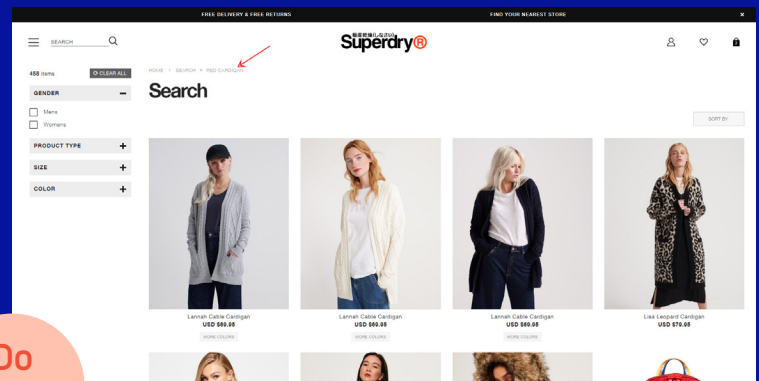 FREE DELIVERY & FREE RETURNS
FIND YOUR NEAREST STORE
×
SEARCH
Superdry®
458 items
CLEAR ALL
HOME > SEARCH > RED CARDIGAN
GENDER
Search
Mens
Womens
SORT BY
PRODUCT TYPE
SIZE
COLOR
Lannah Cable Cardigan
USD $69.95
MORE COLORS
Lannah Cable Cardigan
USD $69.95
MORE COLORS
Lannah Cable Cardigan
USD $69.95
MORE COLORS
Lisa Leopard Cardigan
USD $79.95
Do